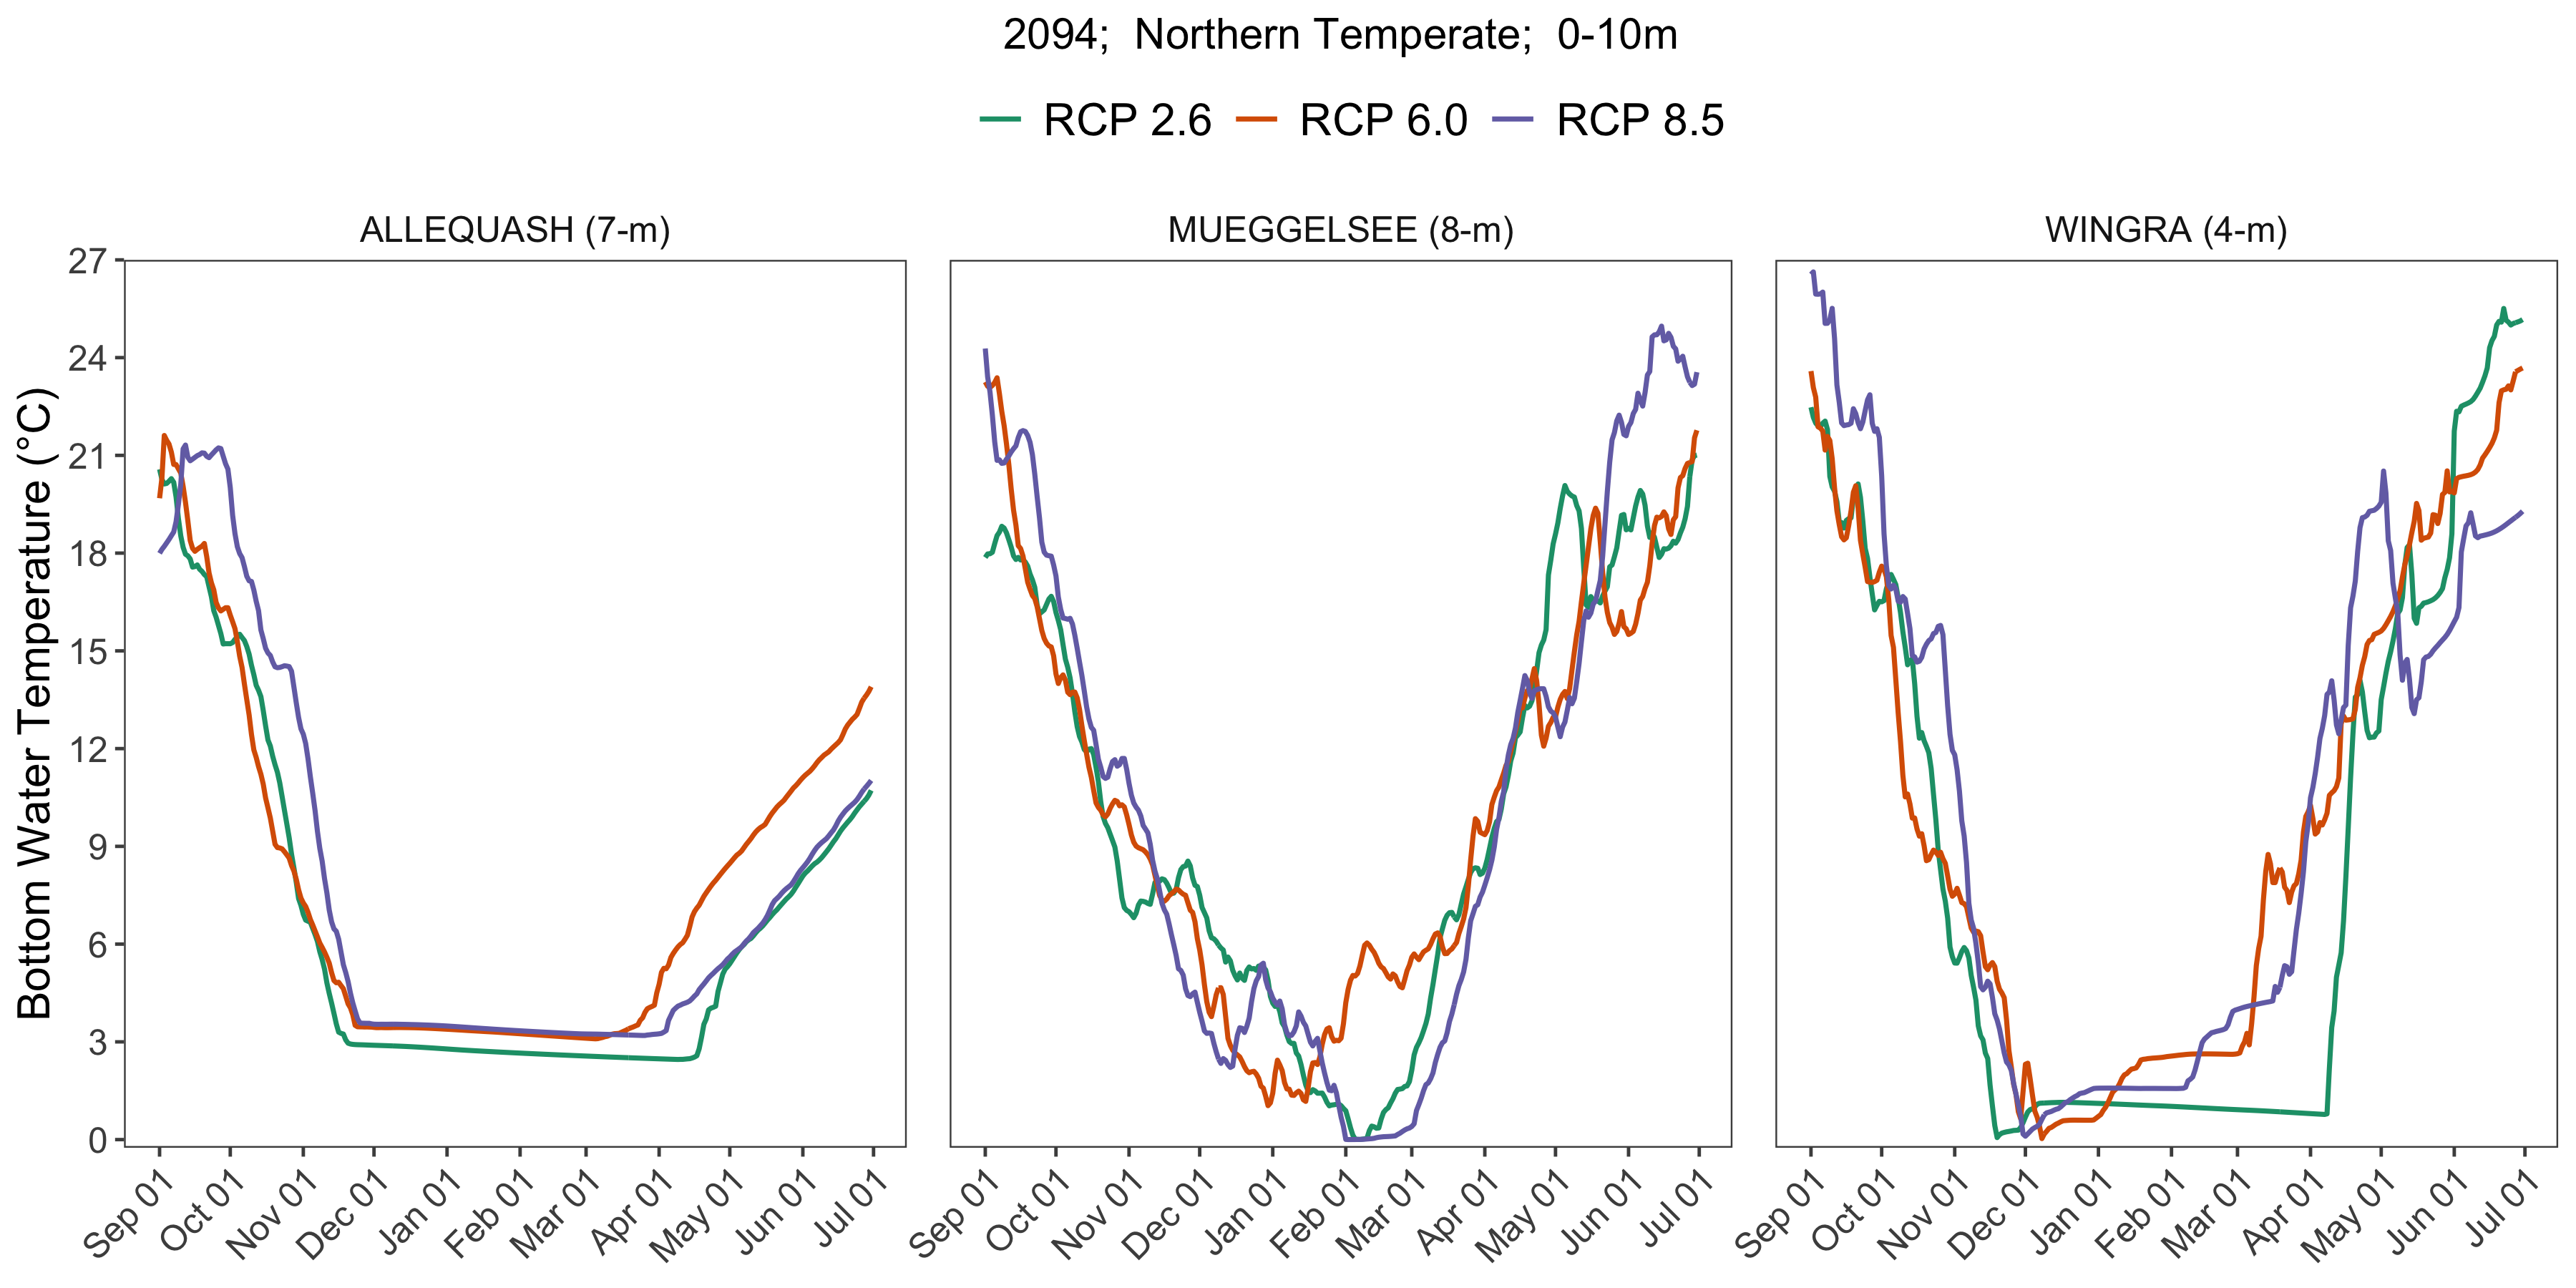 2094;  Northern Temperate;  0-10m
RCP 2.6 RCP 6.0 RCP 8.5
ALLEQUASH (7-m) MUEGGELSEE (8-m) WINGRA (4-m)
Bottom Water Temperature (°C)
27
24
21
18
15
12
9
6
3
0
Sep 01 Oct 01 Nov 01 Dec 01 Jan 01 Feb 01 Mar 01 Apr 01 May 01 Jun 01 Jul 01 Sep 01 Oct 01 Nov 01 Dec 01 Jan 01 Feb 01 Mar 01 Apr 01 May 01 Jun 01 Jul 01 Sep 01 Oct 01 Nov 01 Dec 01 Jan 01 Feb 01 Mar 01 Apr 01 May 01 Jun 01 Jul 01